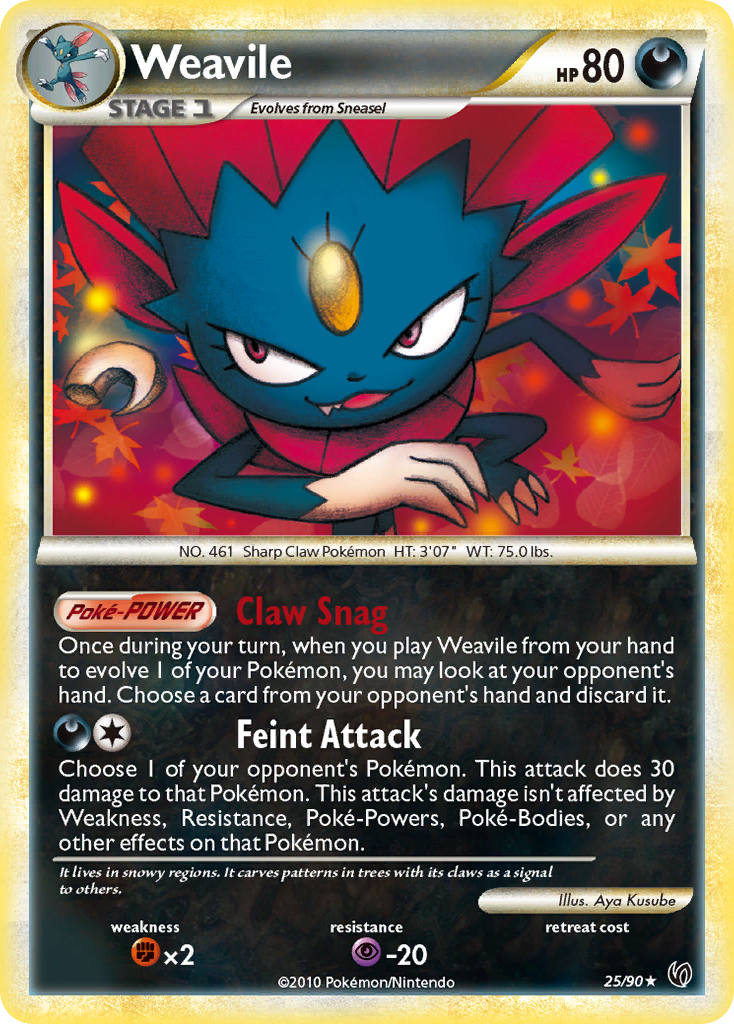 Weavile
HP 80
STAGE 1
Evolves from Sneasel
NO. 461 Sharp Claw Pokémon HT: 3'07" WT: 75.0 lbs.
Poké-POWER Claw Snag
Once during your turn, when you play Weavile from your hand
to evolve 1 of your Pokémon, you may look at your opponent's
hand. Choose a card from your opponent's hand and discard it.
Feint Attack
Choose 1 of your opponent's Pokémon. This attack does 30
damage to that Pokémon. This attack's damage isn't affected by
Weakness, Resistance, Poké-Powers, Poké-Bodies, or any
other effects on that Pokémon.
It lives in snowy regions. It carves patterns in trees with its claws as a signal
to others.
Illus. Aya Kusube
weakness resistance retreat cost
×2 -20
©2010 Pokémon/Nintendo 25/90★